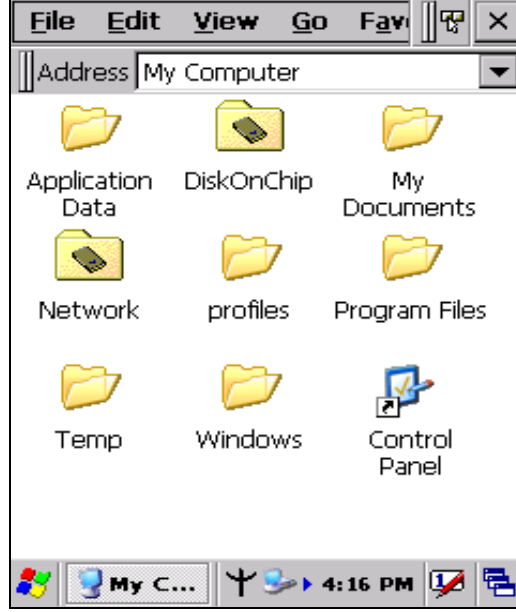 File Edit View Go Fav
Address My Computer
Application Data
DiskOnChip
My Documents
Network
profiles
Program Files
Temp
Windows
Control Panel
My C... 4:16 PM